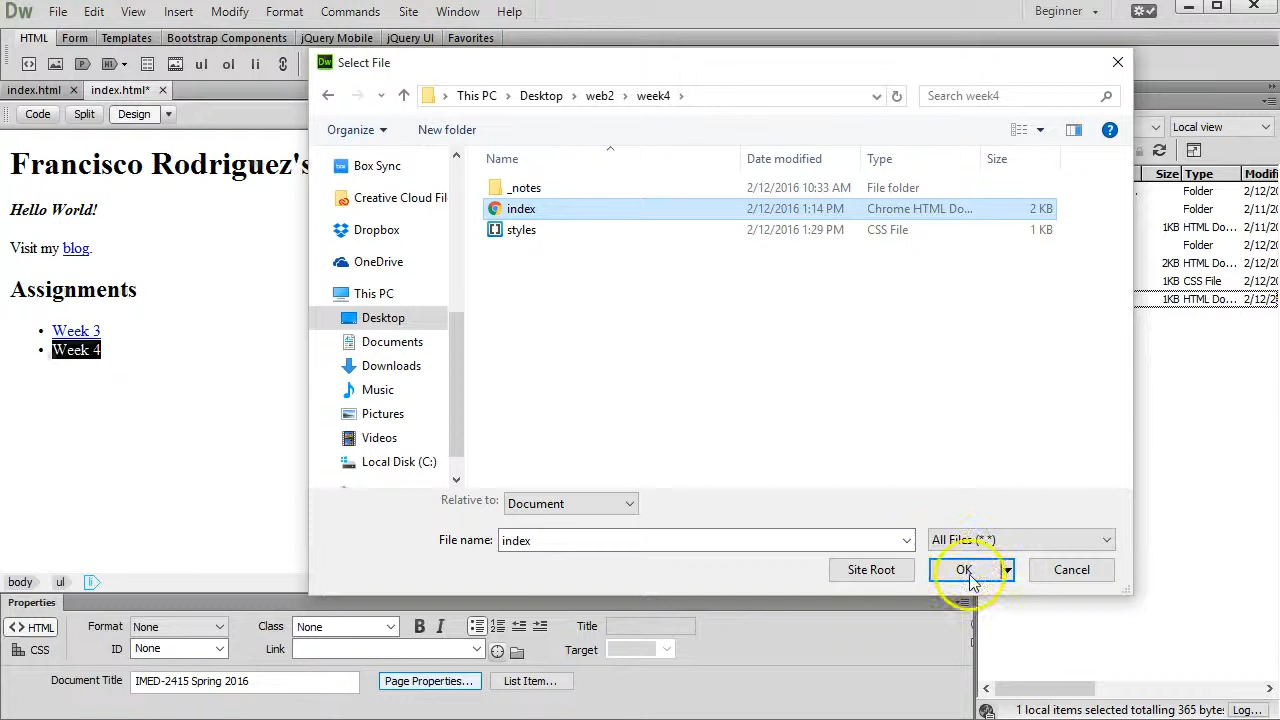 Dw File Edit View Insert Modify Format Commands Site Window Help Beginner
HTML Form Templates Bootstrap Components jQuery Mobile jQuery UI Favorites
ul ol li
index.html index.html*
Code Split Design
Francisco Rodriguez's
Hello World!
Visit my blog.
Assignments
Week 3
Week 4
Dw Select File
This PC Desktop web2 week4 Search week4
Organize New folder
Box Sync
Creative Cloud Fil
Dropbox
OneDrive
This PC
Desktop
Documents
Downloads
Music
Pictures
Videos
Local Disk (C:)
Name Date modified Type Size
_notes 2/12/2016 10:33 AM File folder
index 2/12/2016 1:14 PM Chrome HTML Do... 2 KB
styles 2/12/2016 1:29 PM CSS File 1 KB
Relative to: Document
File name: index All Files (*.*)
Site Root OK Cancel
Local view
Size Type Modifi
Folder 2/12/2
Folder 2/11/2
1KB HTML Do... 2/11/2
Folder 2/12/2
2KB HTML Do... 2/12/2
1KB CSS File 2/12/2
1KB HTML Do... 2/12/2
body ul li
Properties
HTML Format None Class None B I Title
CSS ID None Link Target
Document Title IMED-2415 Spring 2016 Page Properties... List Item...
1 local items selected totalling 365 bytes Log...